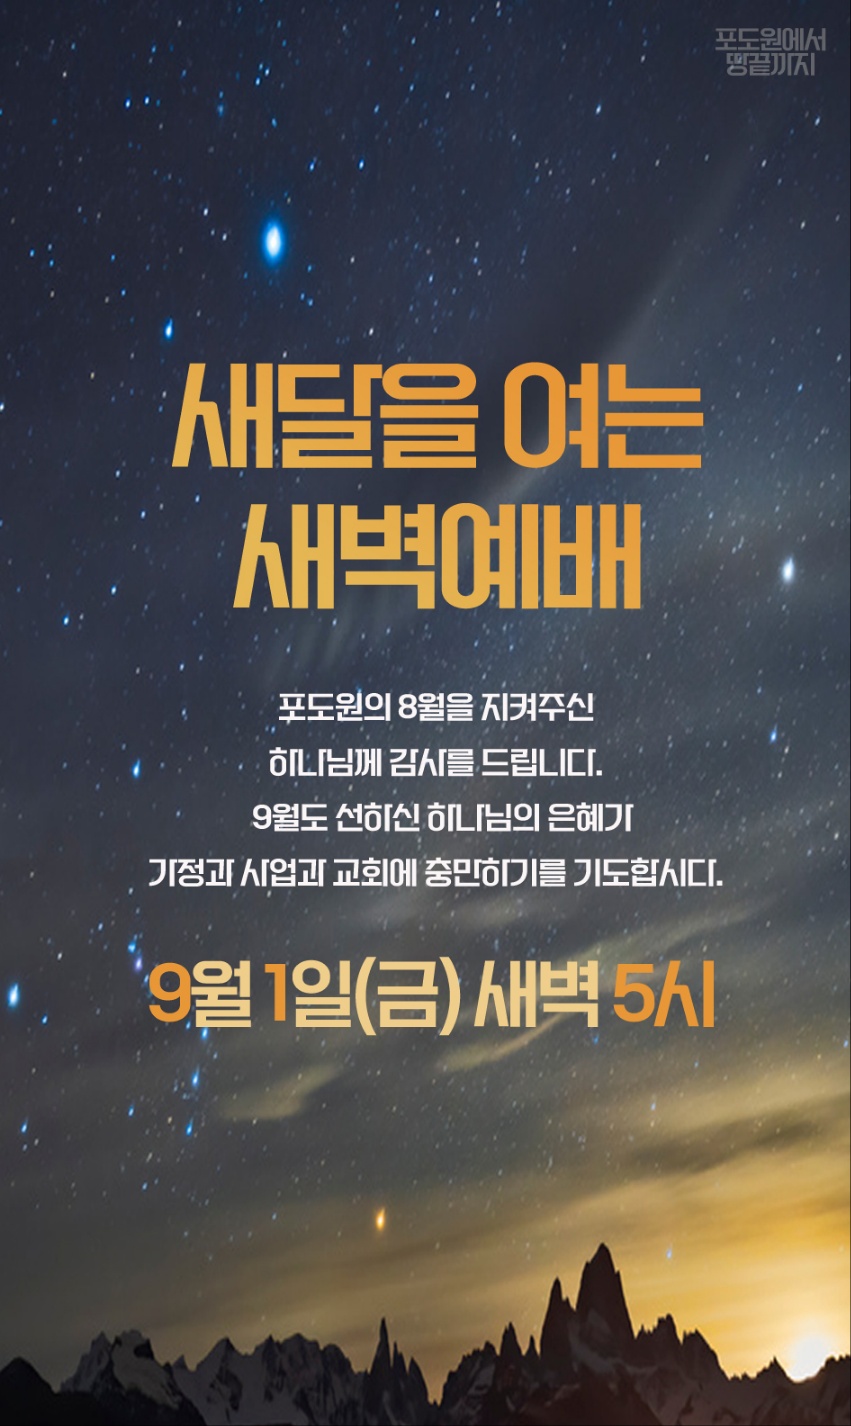 포도원에서
땅끝까지
새달을 여는
새벽예배
포도원의 8월을 지켜주신
하나님께 감사를 드립니다.
9월도 선하신 하나님의 은혜가
가정과 사업과 교회에 충만하기를 기도합시다.
9월 1일(금) 새벽 5시